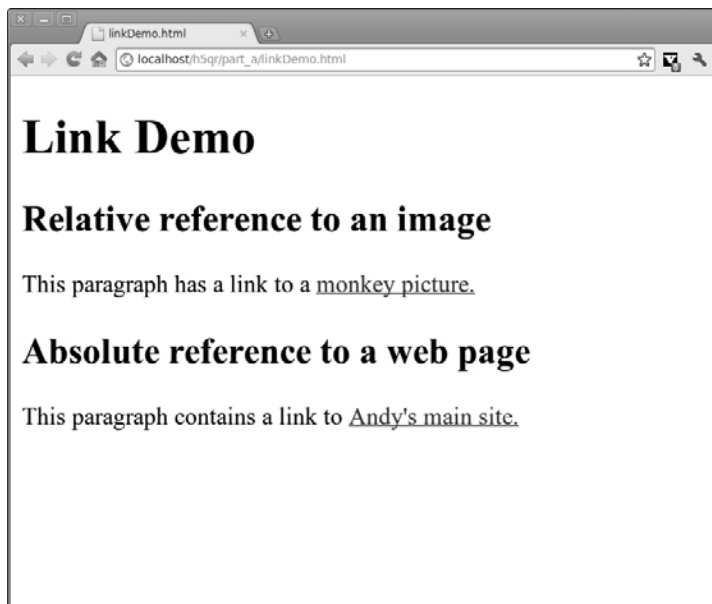 linkDemo.html
localhost/h5qr/part_a/linkDemo.html
Link Demo
Relative reference to an image
This paragraph has a link to a monkey picture.
Absolute reference to a web page
This paragraph contains a link to Andy's main site.